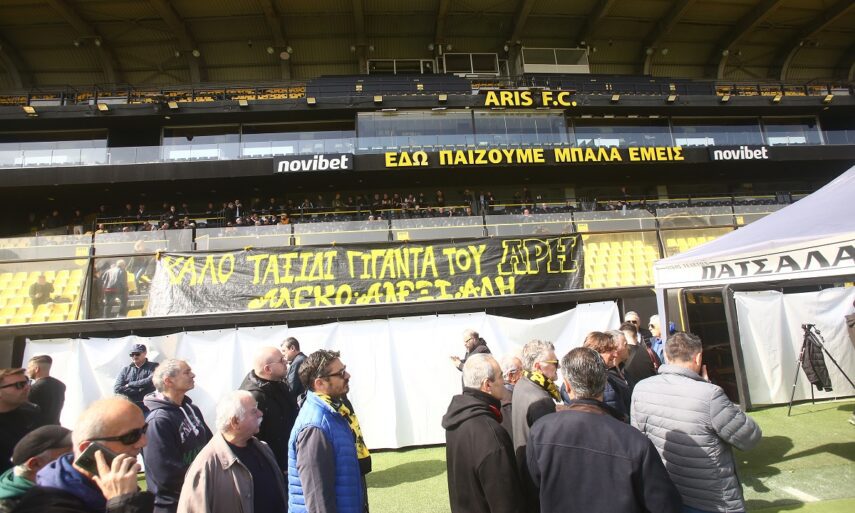 ARIS F.C.
novibet
ΕΔΩ ΠΑΙΖΟΥΜΕ ΜΠΑΛΑ ΕΜΕΙΣ
novibet
ΚΑΛΟ ΤΑΞΙΔΙ ΓΙΓΑΝΤΑ ΤΟΥ ΑΡΗ
ΑΛΕΚΟ ΑΛΕΞΙΑΔΗ
ΠΑΤΣΑΛΑ